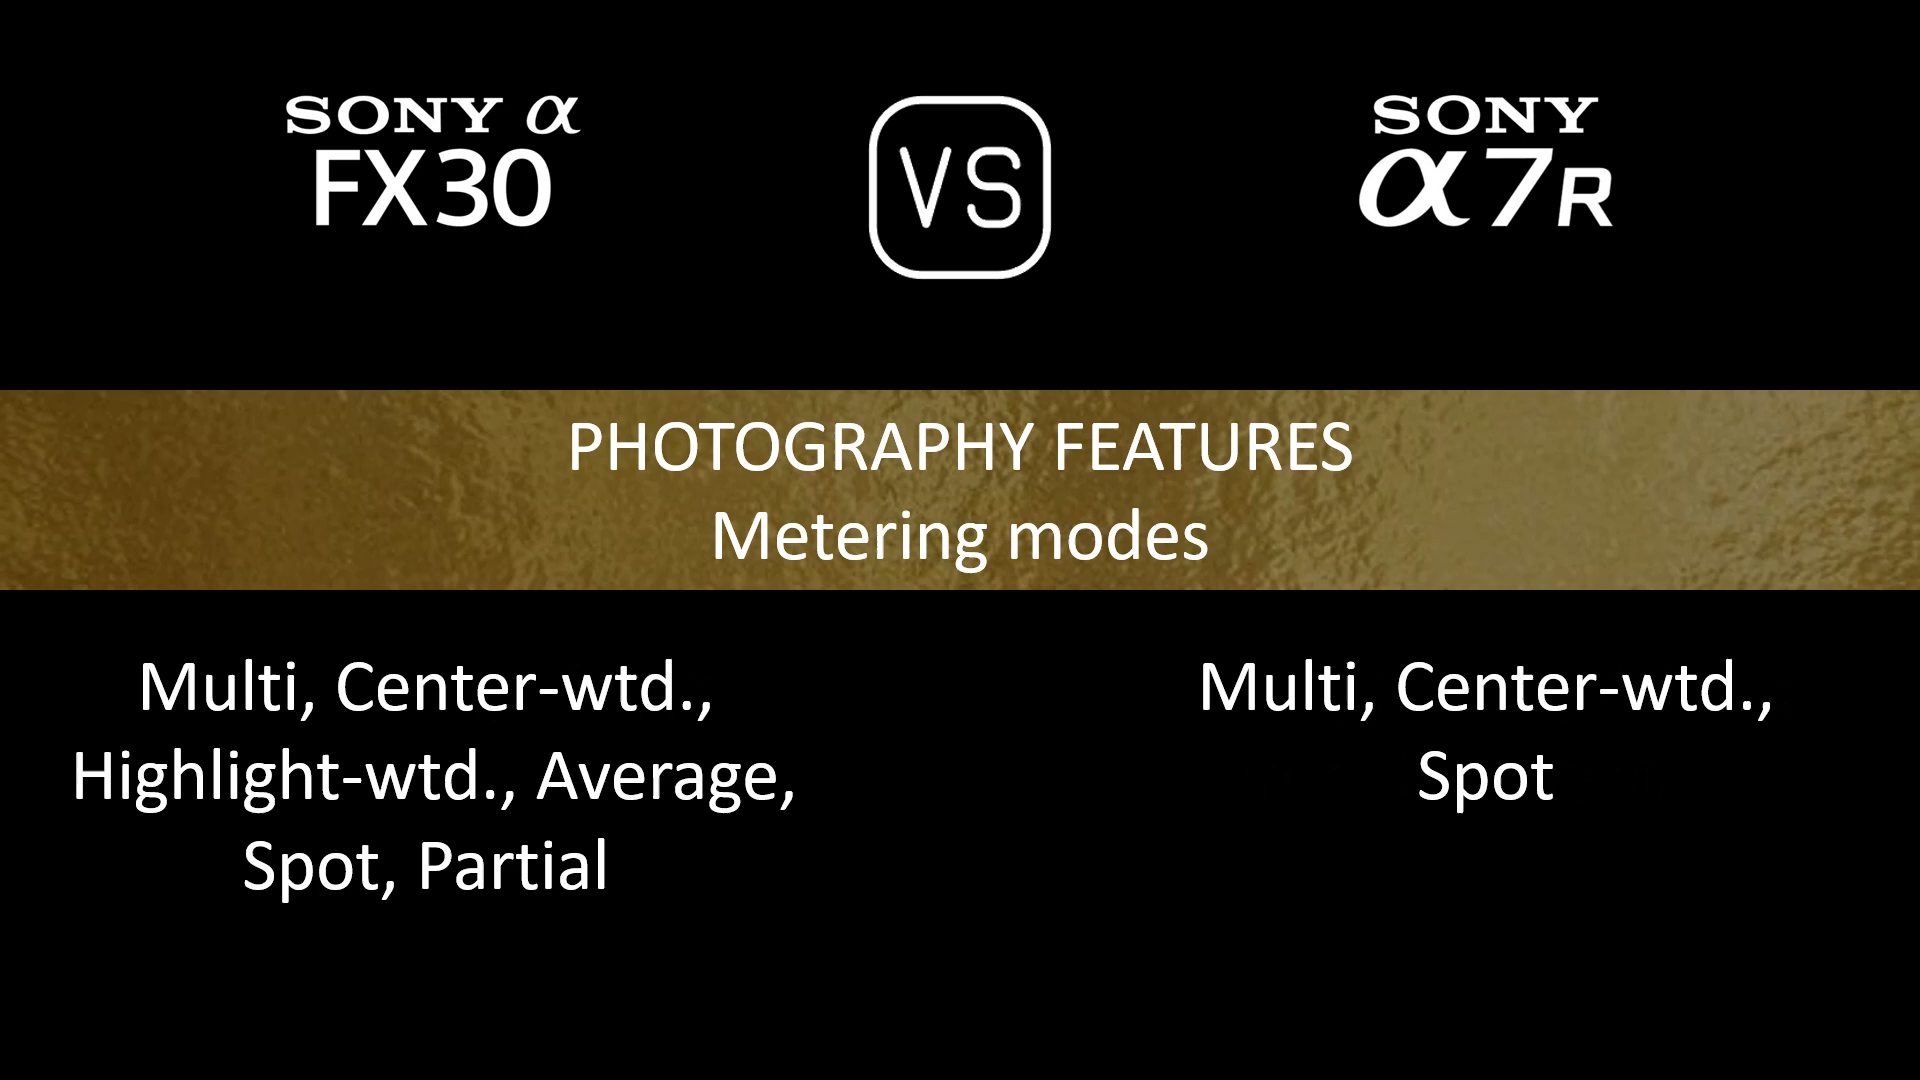 SONY α
FX30
VS
SONY
α7R
PHOTOGRAPHY FEATURES
Metering modes
Multi, Center-wtd.,
Highlight-wtd., Average,
Spot, Partial
Multi, Center-wtd.,
Spot